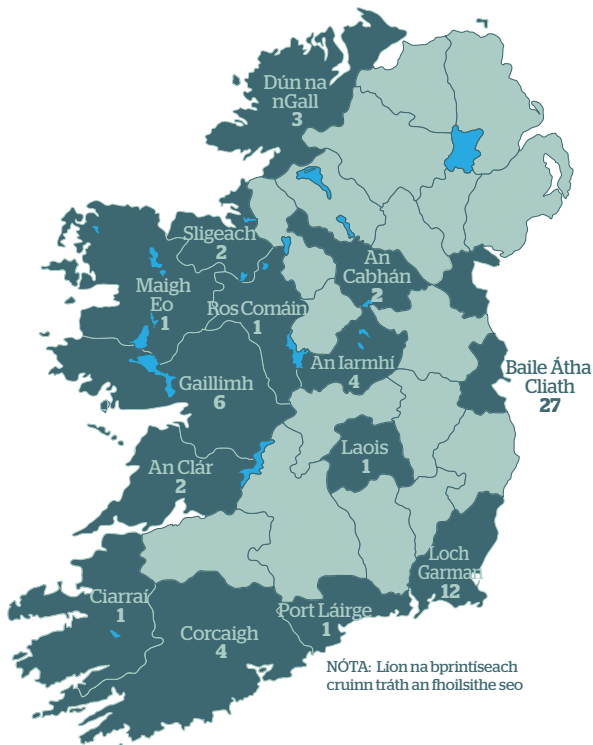 Dún na
nGall
3
Sligeach
2
An
Cabhán
2
Maigh
Eo
1
Ros Comáin
1
An Iarmhí
4
Baile Átha
Cliath
27
Gaillimh
6
Laois
1
An Clár
2
Loch
Garman
12
Ciarraí
1
Port Láirge
1
Corcaigh
4
NÓTA: Líon na bprintíseach
cruinn tráth an fhoilsithe seo